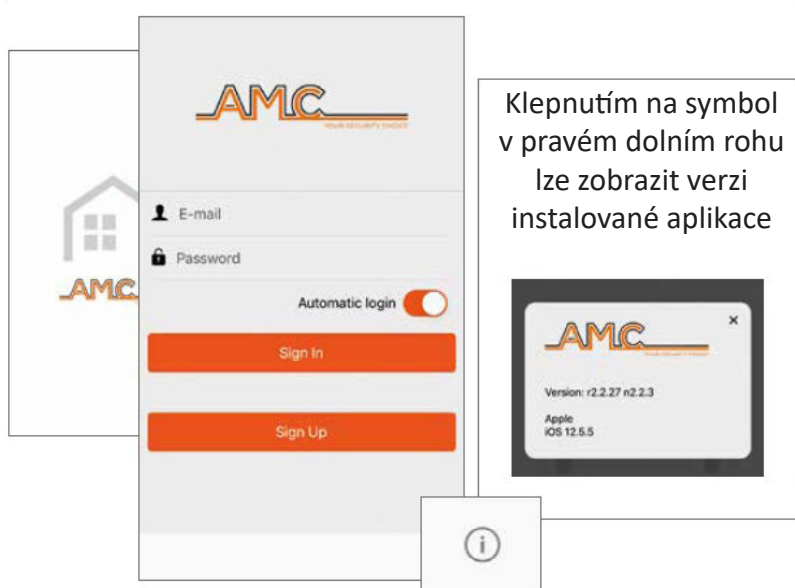 AMC
AMC
YOUR SECURITY CHOICE
E-mail
Password
Automatic login
Sign In
Sign Up
Klepnutím na symbol
v pravém dolním rohu
lze zobrazit verzi
instalované aplikace
AMC
YOUR SECURITY CHOICE
×
Version: r2.2.27 n2.2.3
Apple
iOS 12.5.5
i